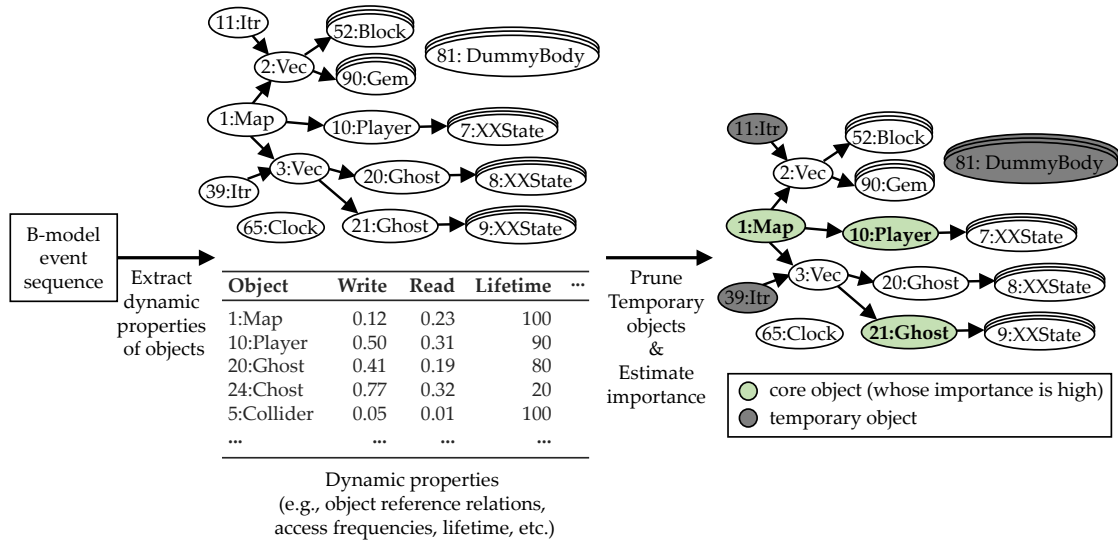 B-model
event
sequence
Extract
dynamic
properties
of objects
11:Itr
52:Block
81: DummyBody
2:Vec
90:Gem
1:Map
10:Player
7:XXState
3:Vec
20:Ghost
8:XXState
39:Itr
65:Clock
21:Ghost
9:XXState
Object Write Read Lifetime ...
1:Map 0.12 0.23 100
10:Player 0.50 0.31 90
20:Ghost 0.41 0.19 80
24:Chost 0.77 0.32 20
5:Collider 0.05 0.01 100
... ... ... ...
Dynamic properties
(e.g., object reference relations,
access frequencies, lifetime, etc.)
Prune
Temporary
objects
&
Estimate
importance
11:Itr
52:Block
81: DummyBody
2:Vec
90:Gem
1:Map
10:Player
7:XXState
3:Vec
20:Ghost
8:XXState
39:Itr
65:Clock
21:Ghost
9:XXState
core object (whose importance is high)
temporary object